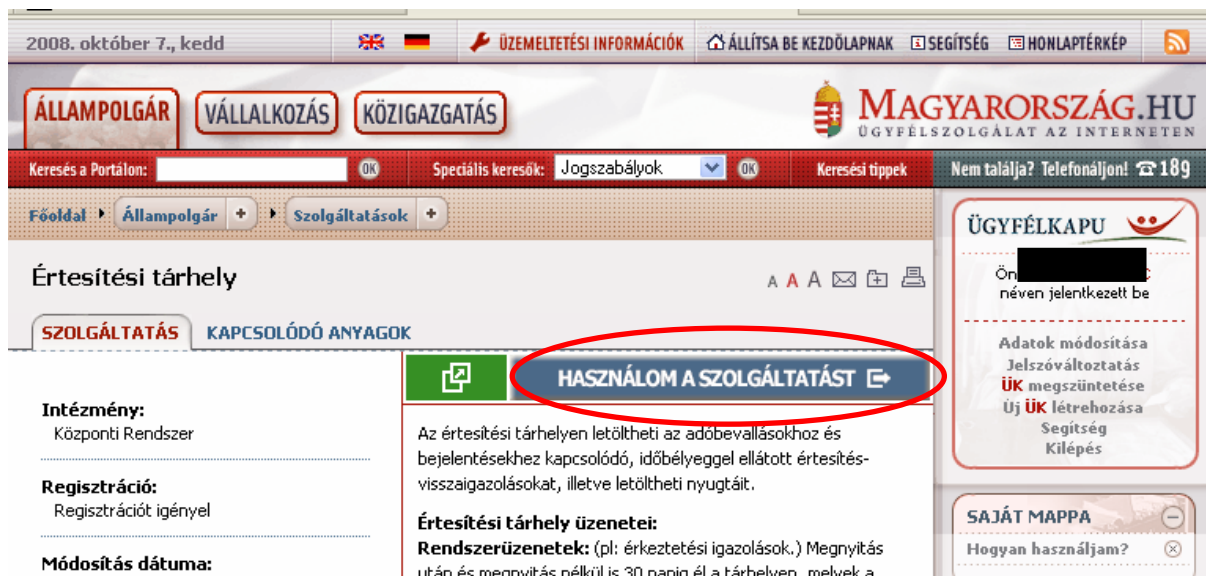 2008. október 7., kedd
ÜZEMELTETÉSI INFORMÁCIÓK
ÁLLÍTSA BE KEZDŐLAPNAK
SEGÍTSÉG
HONLAPTÉRKÉP
ÁLLAMPOLGÁR
VÁLLALKOZÁS
KÖZIGAZGATÁS
MAGYARORSZÁG.HU
ÜGYFÉLSZOLGÁLAT AZ INTERNETEN
Keresés a Portálon:
OK
Speciális keresők:
Jogszabályok
OK
Keresési tippek
Nem találja? Telefonáljon! ☎189
Főoldal
Állampolgár +
Szolgáltatások +
Értesítési tárhely
A A A
SZOLGÁLTATÁS
KAPCSOLÓDÓ ANYAGOK
HASZNÁLOM A SZOLGÁLTATÁST
Intézmény:
Központi Rendszer
Regisztráció:
Regisztrációt igényel
Módosítás dátuma:
Az értesítési tárhelyen letöltheti az adóbevallásokhoz és
bejelentésekhez kapcsolódó, időbélyeggel ellátott értesítés-
visszaigazolásokat, illetve letöltheti nyugtáit.
Értesítési tárhely üzenetei:
Rendszerüzenetek: (pl: érkeztetési igazolások.) Megnyitás
után és megnyitás nélkül is 30 napig él a tárhelyen, melyek a
ÜGYFÉLKAPU
Ön
néven jelentkezett be
Adatok módosítása
Jelszóváltoztatás
ÜK megszüntetése
Új ÜK létrehozása
Segítség
Kilépés
SAJÁT MAPPA
Hogyan használjam?